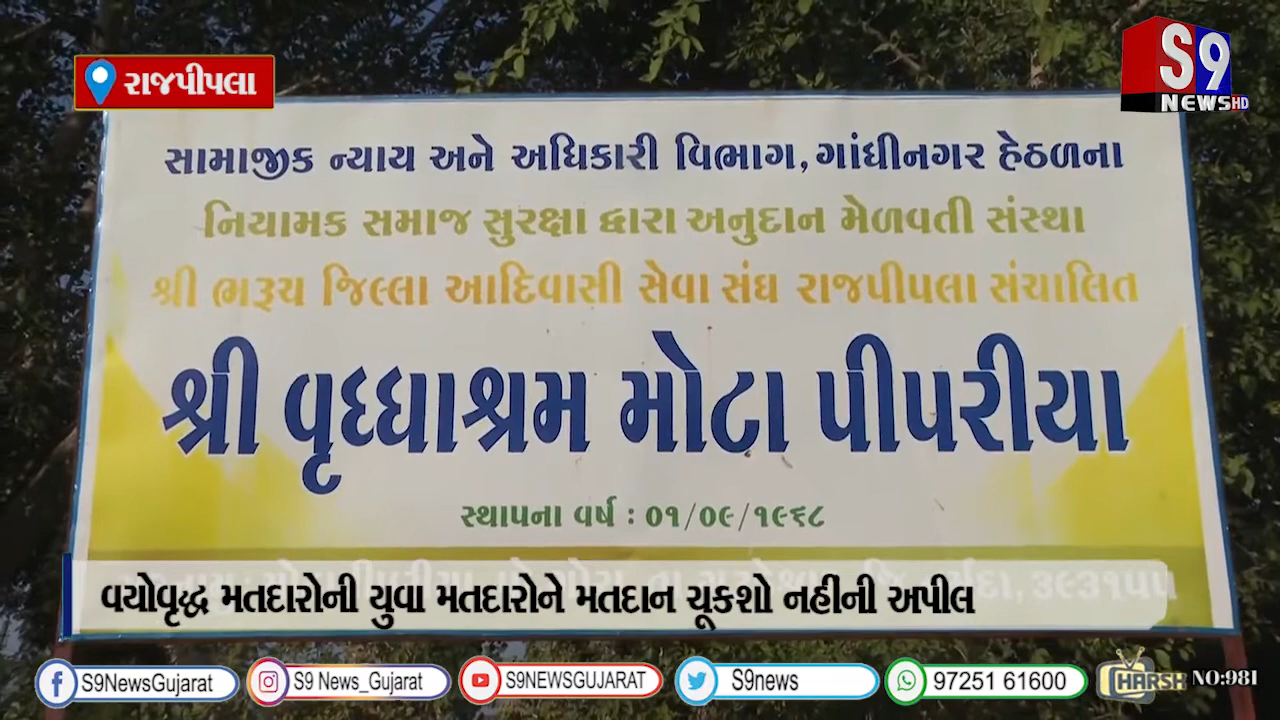 રાજપીપલા
S9
NEWS HD
સામાજીક ન્યાય અને અધિકારી વિભાગ, ગાંધીનગર હેઠળના
નિયામક સમાજ સુરક્ષા દ્વારા અનુદાન મેળવતી સંસ્થા
શ્રી ભરૂચ જિલ્લા આદિવાસી સેવા સંઘ રાજપીપલા સંચાલિત
શ્રી વૃધ્ધાશ્રમ મોટા પીપરીયા
સ્થાપના વર્ષ : ૦૧/૦૯/૧૯૬૮
૩૯૩૧૫૫
વયોવૃદ્ધ મતદારોની યુવા મતદારોને મતદાન ચૂકશો નહીની અપીલ
S9NewsGujarat
S9 News_Gujarat
S9NEWSGUJARAT
S9news
97251 61600
HARSH NO:981